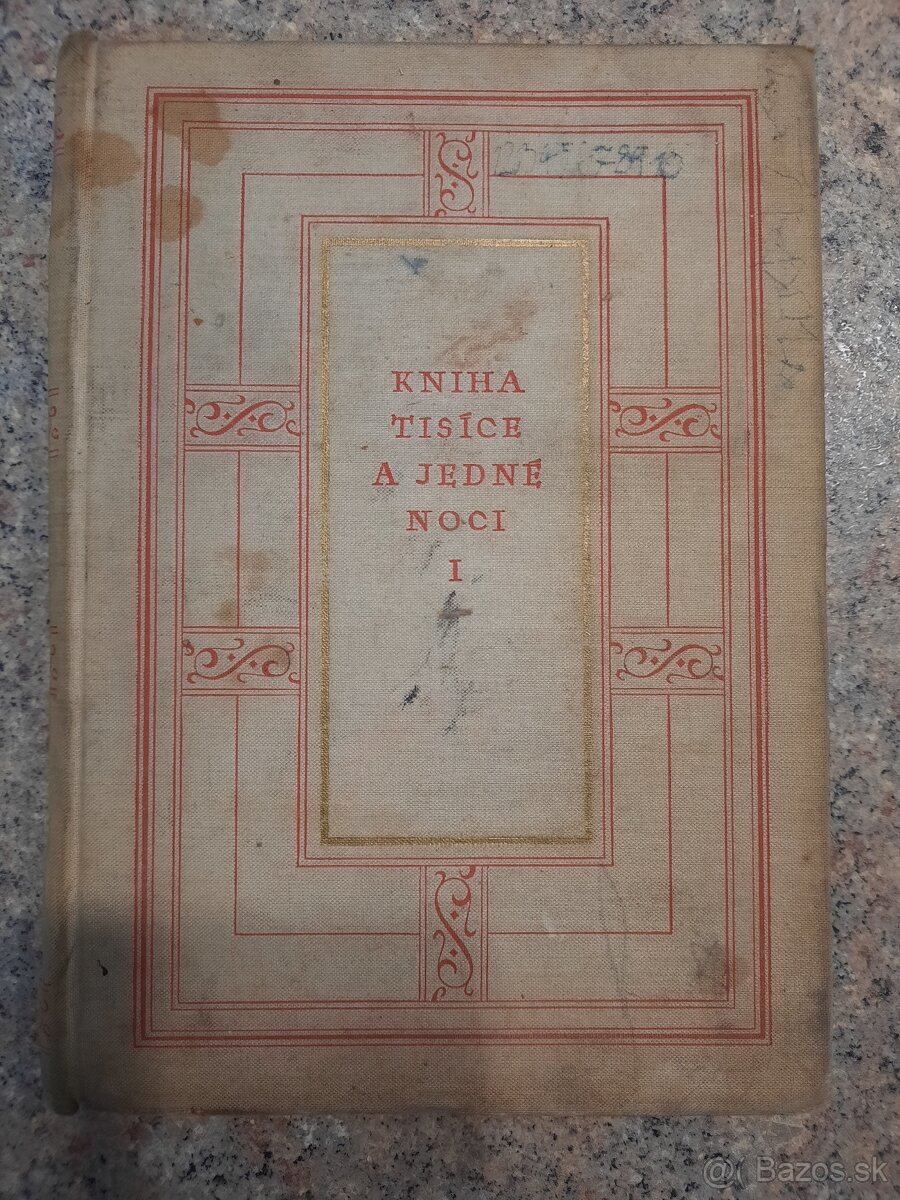 KNIHA
TISÍCE
A JEDNÉ
NOCI
I
@( Bazos.sk